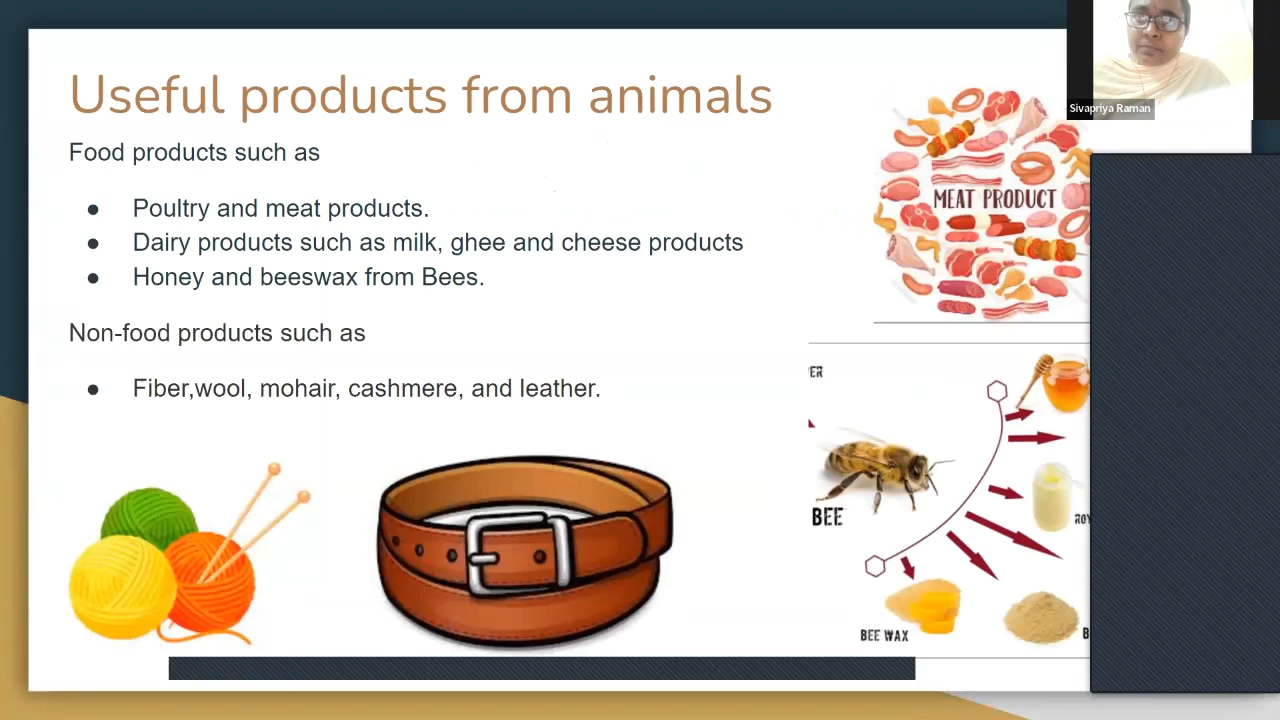 Useful products from animals
Food products such as
● Poultry and meat products.
● Dairy products such as milk, ghee and cheese products
● Honey and beeswax from Bees.
Non-food products such as
● Fiber,wool, mohair, cashmere, and leather.
Sivapriya Raman
MEAT PRODUCT
BEE
BEE WAX